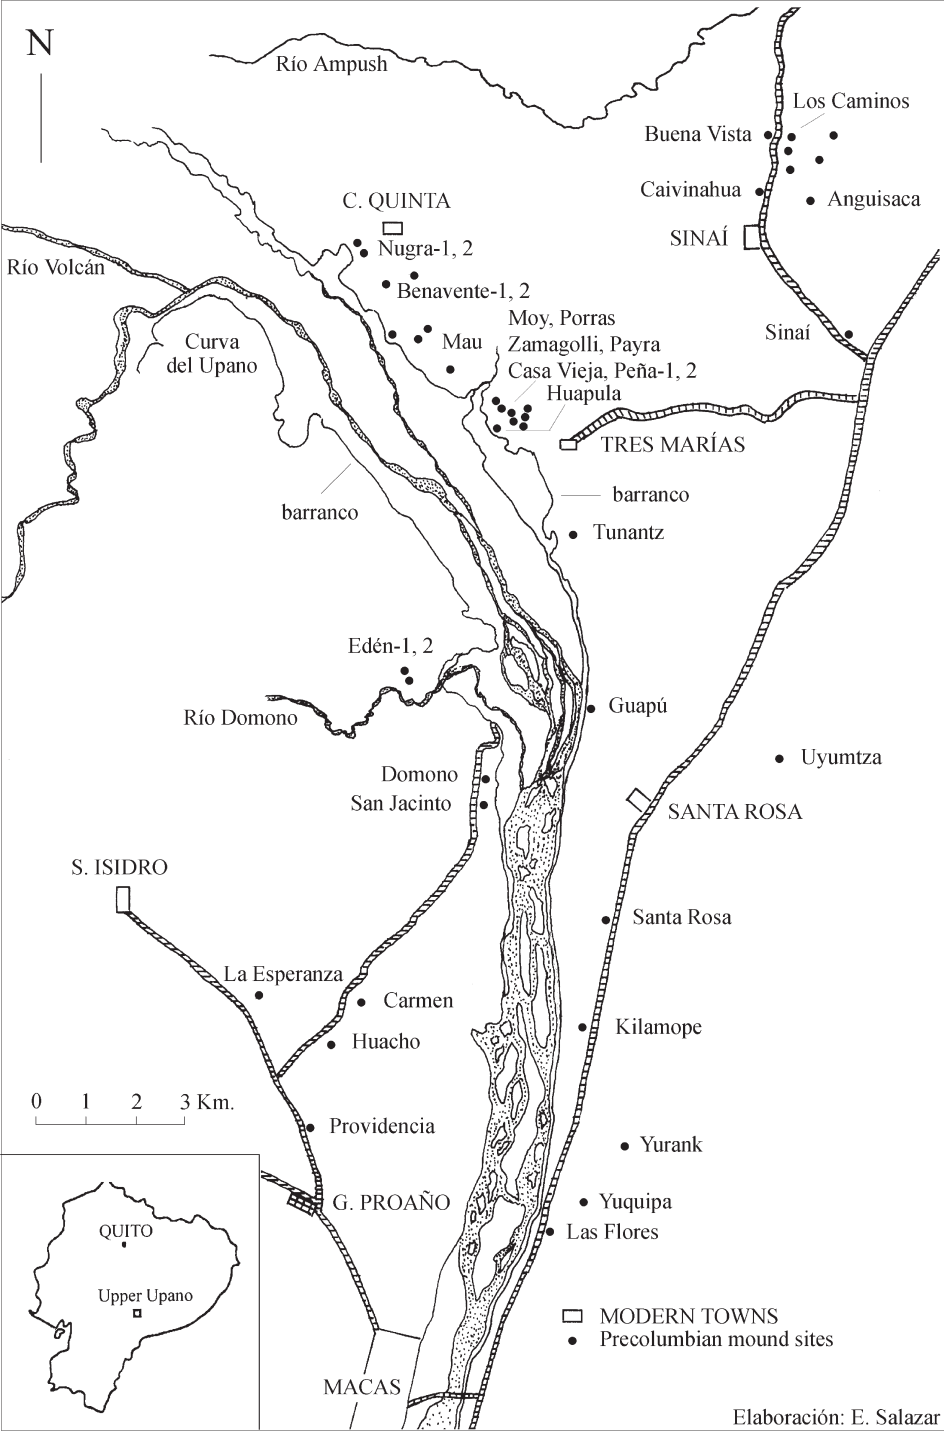 N
Río Ampush
Los Caminos
Buena Vista
Caivinahua
Anguisaca
C. QUINTA
SINAÍ
Nugra-1, 2
Río Volcán
Benavente-1, 2
Moy, Porras
Zamagolli, Payra
Casa Vieja, Peña-1, 2
Huapula
Sinaí
Curva
del Upano
Mau
TRES MARÍAS
barranco
barranco
Tunantz
Edén-1, 2
Río Domono
Guapú
Uyumtza
Domono
San Jacinto
SANTA ROSA
S. ISIDRO
Santa Rosa
La Esperanza
Carmen
Kilamope
Huacho
0 1 2 3 Km.
Providencia
Yurank
G. PROAÑO
Yuquipa
Las Flores
QUITO
Upper Upano
MODERN TOWNS
Precolumbian mound sites
MACAS
Elaboración: E. Salazar